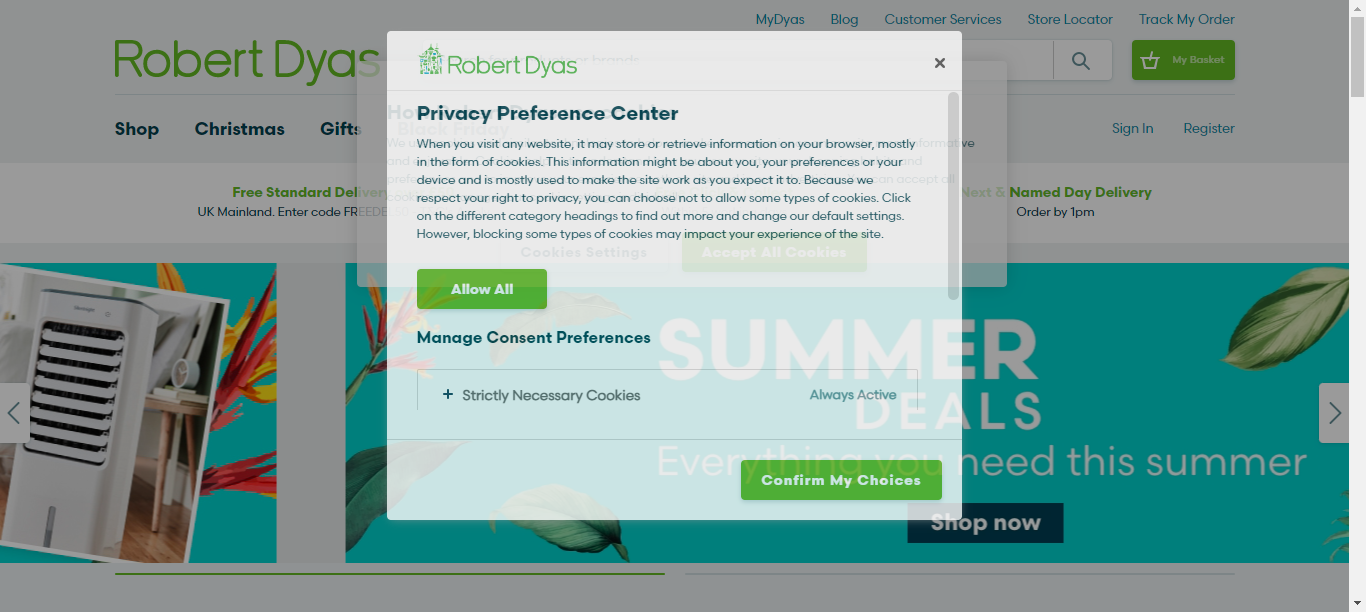 MyDyas Blog Customer Services Store Locator Track My Order
Robert Dyas
My Basket
Shop Christmas Gifts Black Friday
Sign In Register
Free Standard Delivery
UK Mainland. Enter code
Next & Named Day Delivery
Order by 1pm
Robert Dyas
Privacy Preference Center
When you visit any website, it may store or retrieve information on your browser, mostly
in the form of cookies. This information might be about you, your preferences or your
device and is mostly used to make the site work as you expect it to. Because we
respect your right to privacy, you can choose not to allow some types of cookies. Click
on the different category headings to find out more and change our default settings.
However, blocking some types of cookies may impact your experience of the site.
Cookies Settings Accept All Cookies
Allow All
Manage Consent Preferences
Strictly Necessary Cookies Always Active
Confirm My Choices
SUMMER
DEALS
Everything you need this summer
Shop now